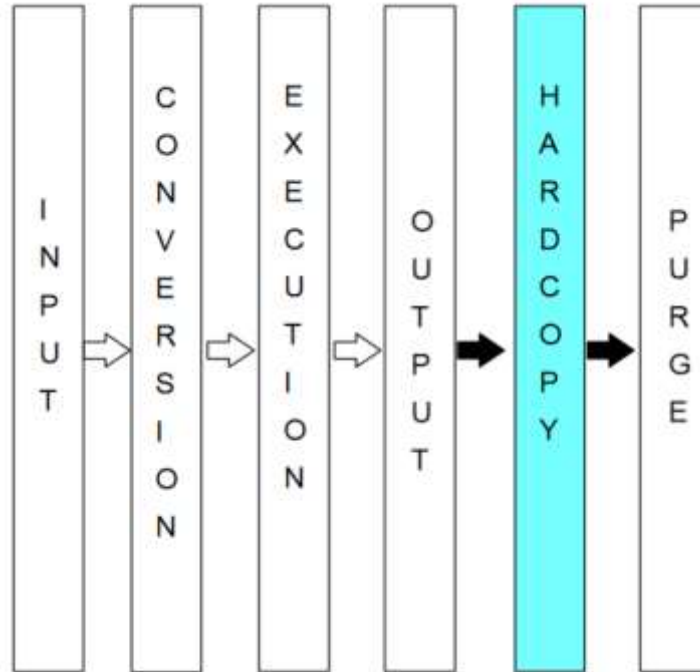 INPUT
CONVERSION
EXECUTION
OUTPUT
HARDCOPY
PURGE